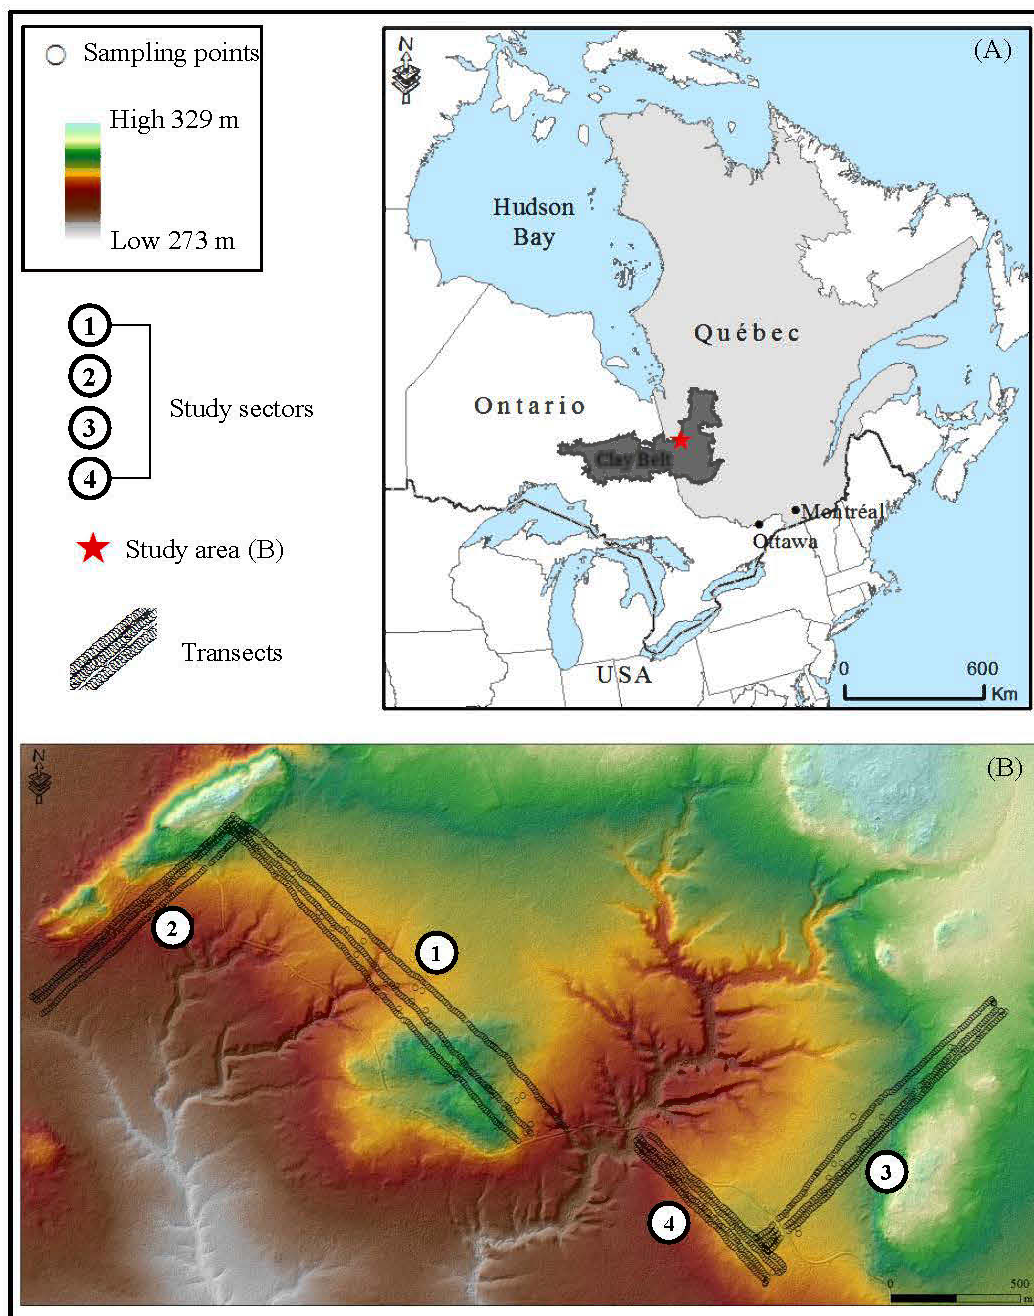 Sampling points
High 329 m
Low 273 m
1
2
3
4
Study sectors
Study area (B)
Transects
N
(A)
Hudson
Bay
Québec
Ontario
Clay Belt
Montréal
Ottawa
USA
0 600
Km
N
(B)
2
1
3
4
0 500
m